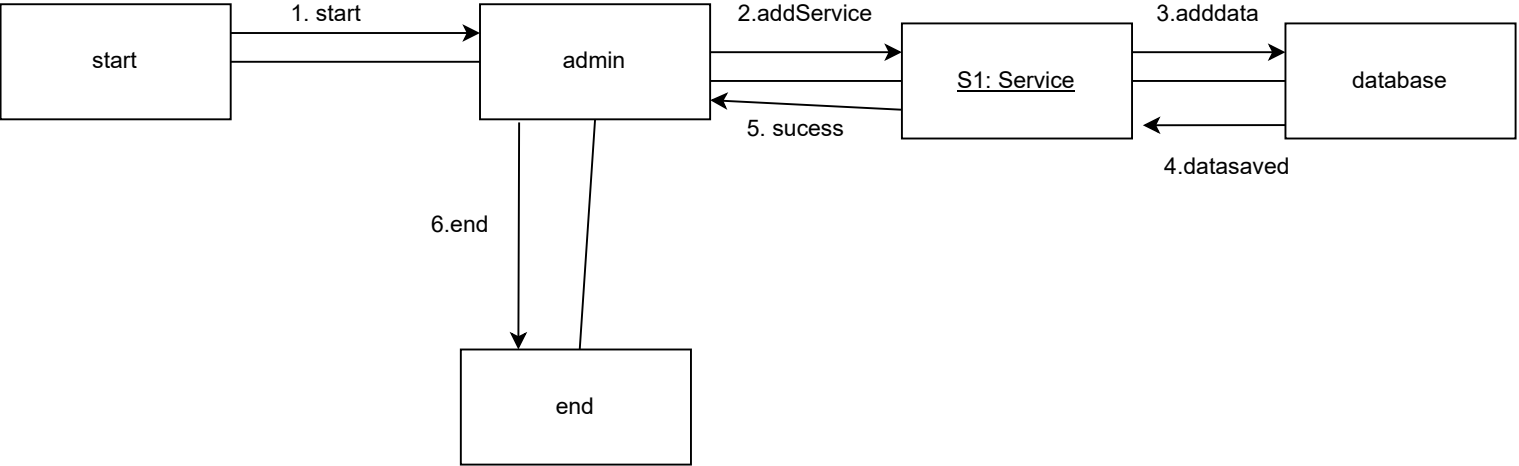 1. start
2.addService
3.adddata
start
admin
S1: Service
database
5. sucess
4.datasaved
6.end
end